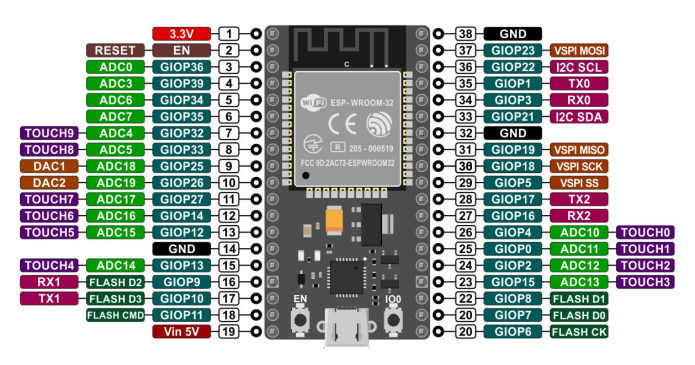 3.3V 1
RESET EN 2
ADC0 GIOP36 3
ADC3 GIOP39 4
ADC6 GIOP34 5
ADC7 GIOP35 6
TOUCH9 ADC4 GIOP32 7
TOUCH8 ADC5 GIOP33 8
DAC1 ADC18 GIOP25 9
DAC2 ADC19 GIOP26 10
TOUCH7 ADC17 GIOP27 11
TOUCH6 ADC16 GIOP14 12
TOUCH5 ADC15 GIOP12 13
GND 14
TOUCH4 ADC14 GIOP13 15
RX1 FLASH D2 GIOP9 16
TX1 FLASH D3 GIOP10 17
FLASH CMD GIOP11 18
Vin 5V 19
C
WiFi ESP-WROOM-32
CE
R 205-000519
FCC 9D:2AC72-ESPWROOM32
EN
IO0
38 GND
37 GIOP23 VSPI MOSI
36 GIOP22 I2C SCL
35 GIOP1 TX0
34 GIOP3 RX0
33 GIOP21 I2C SDA
32 GND
31 GIOP19 VSPI MISO
30 GIOP18 VSPI SCK
29 GIOP5 VSPI SS
28 GIOP17 TX2
27 GIOP16 RX2
26 GIOP4 ADC10 TOUCH0
25 GIOP0 ADC11 TOUCH1
24 GIOP2 ADC12 TOUCH2
23 GIOP15 ADC13 TOUCH3
22 GIOP8 FLASH D1
20 GIOP7 FLASH D0
20 GIOP6 FLASH CK